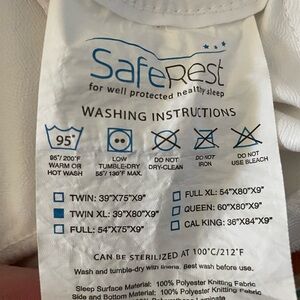 SafeRest
for well protected healthy sleep
WASHING INSTRUCTIONS
95°
95°/200°F WARM OR HOT WASH
LOW TUMBLE-DRY 55°/130°F MAX.
DO NOT DRY-CLEAN
DO NOT IRON
DO NOT USE BLEACH
TWIN: 39"X75"X9"
TWIN XL: 39"X80"X9"
FULL: 54"X75"X9"
FULL XL: 54"X80"X9"
QUEEN: 60"X80"X9"
CAL KING: 36"X84"X9"
CAN BE STERILIZED AT 100°C/212°F
Wash and tumble-dry with linens. Best wash before use.
Sleep Surface Material: 100% Polyester Knitting Fabric
Side and Bottom Material: 100% Polyester Knitting Fabric